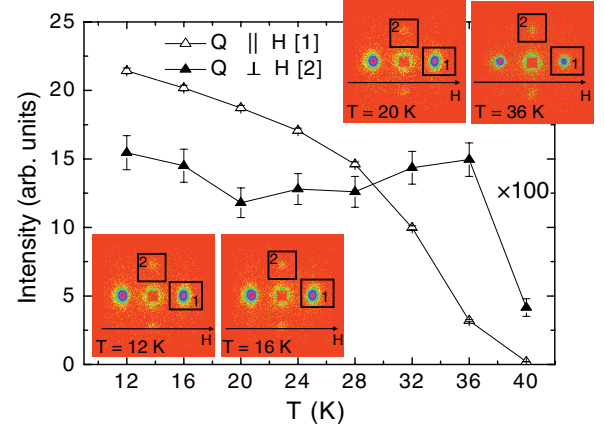 25
20
15
10
5
0
Intensity (arb. units)
Q || H [1]
Q ⊥ H [2]
2
1
H
T = 20 K
2
1
H
T = 36 K
×100
2
1
H
T = 12 K
2
1
H
T = 16 K
12 16 20 24 28 32 36 40
T (K)